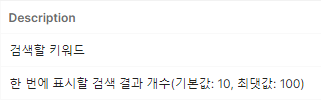 Description
검색할 키워드
한 번에 표시할 검색 결과 개수(기본값: 10, 최댓값: 100)